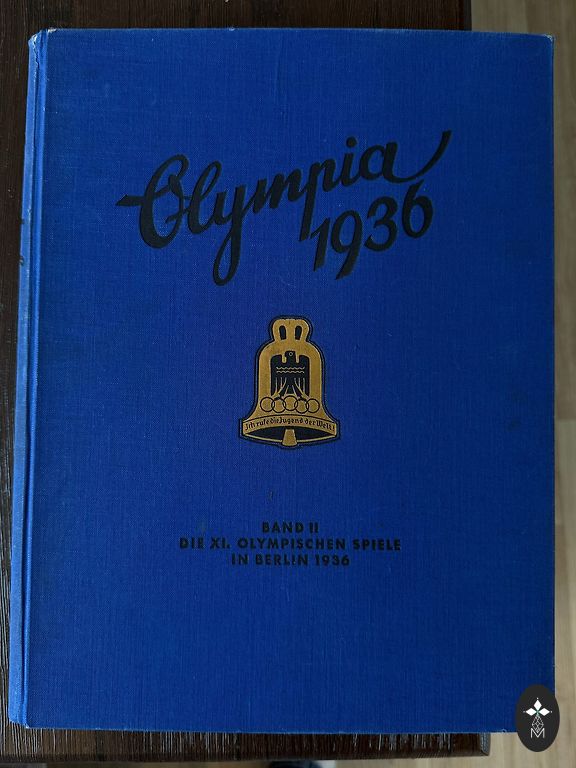 Olympia
1936
Ich rufe die Jugend der Welt!
BAND II
DIE XI. OLYMPISCHEN SPIELE
IN BERLIN 1936
M